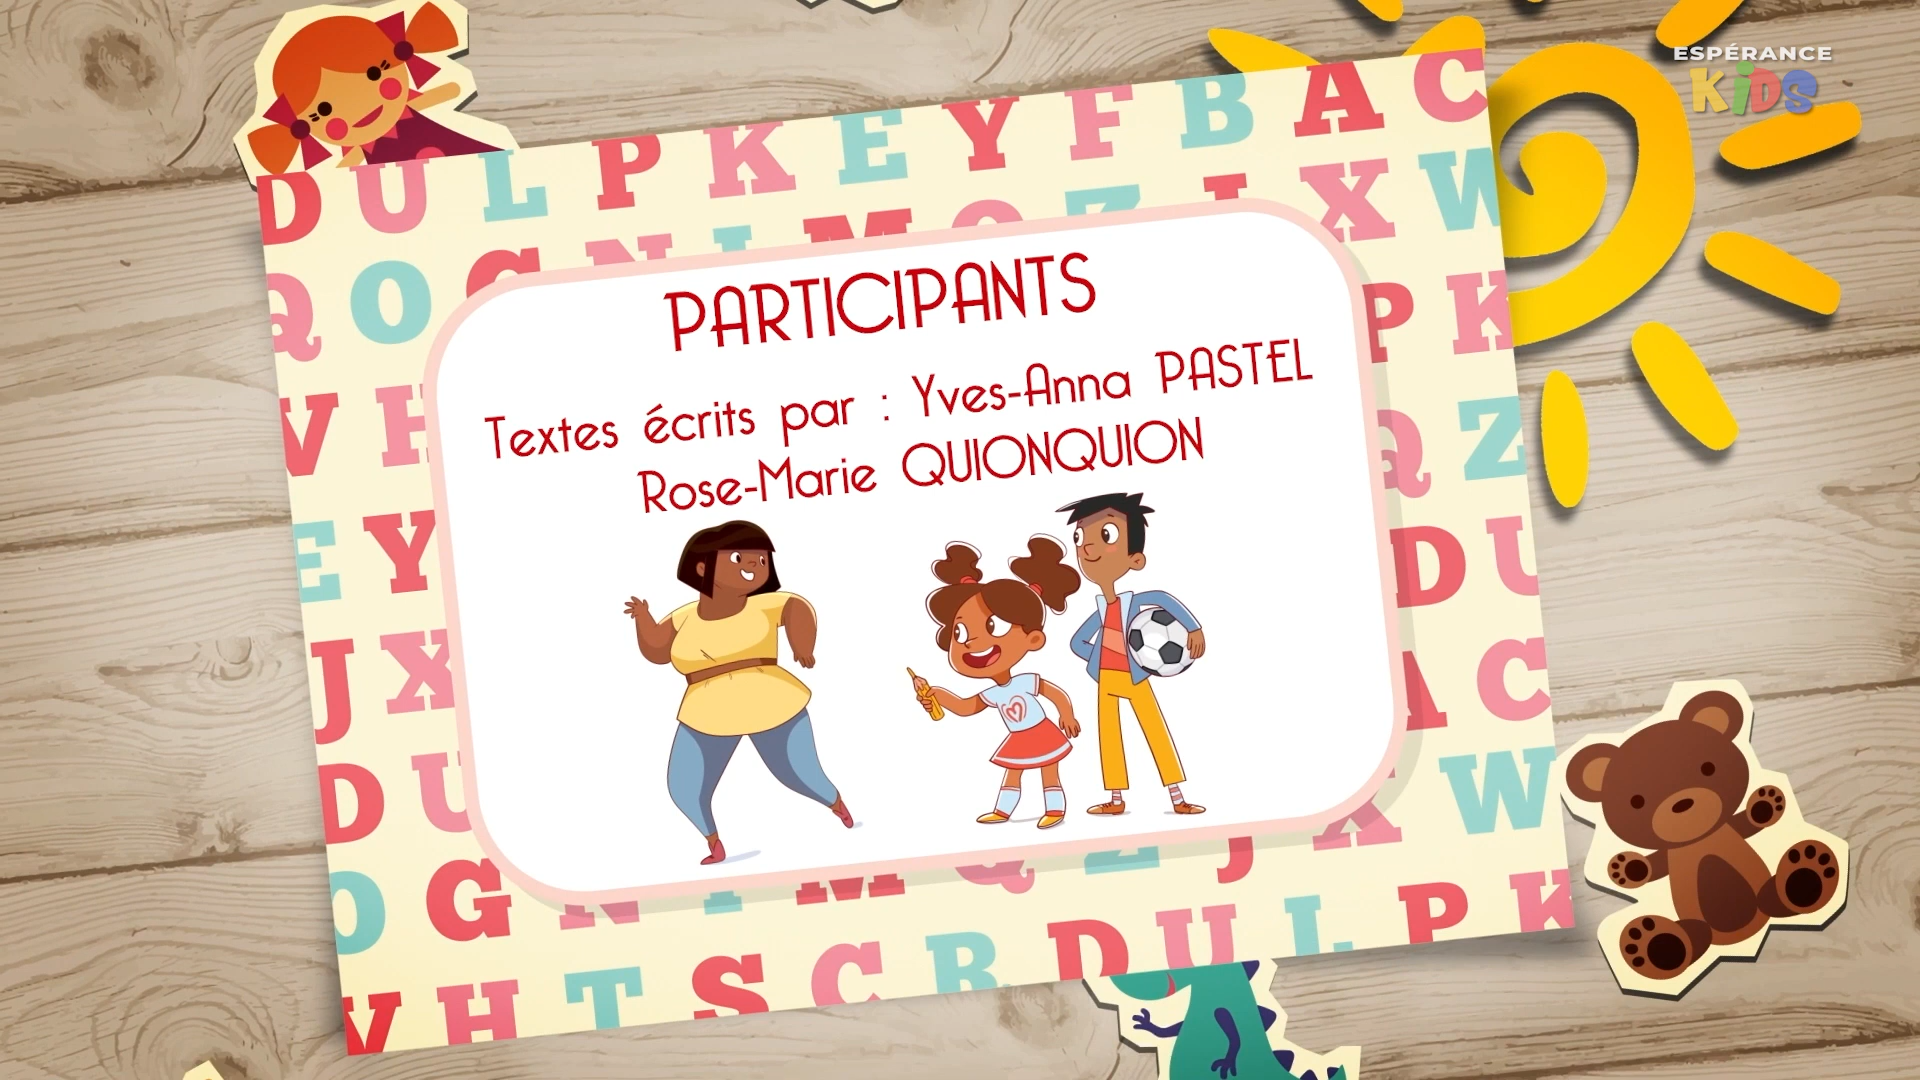 ESPÉRANCE
KiDS
PARTICIPANTS
Textes écrits par : Yves-Anna PASTEL
Rose-Marie QUIONQUION
D U L P K E Y F B A C